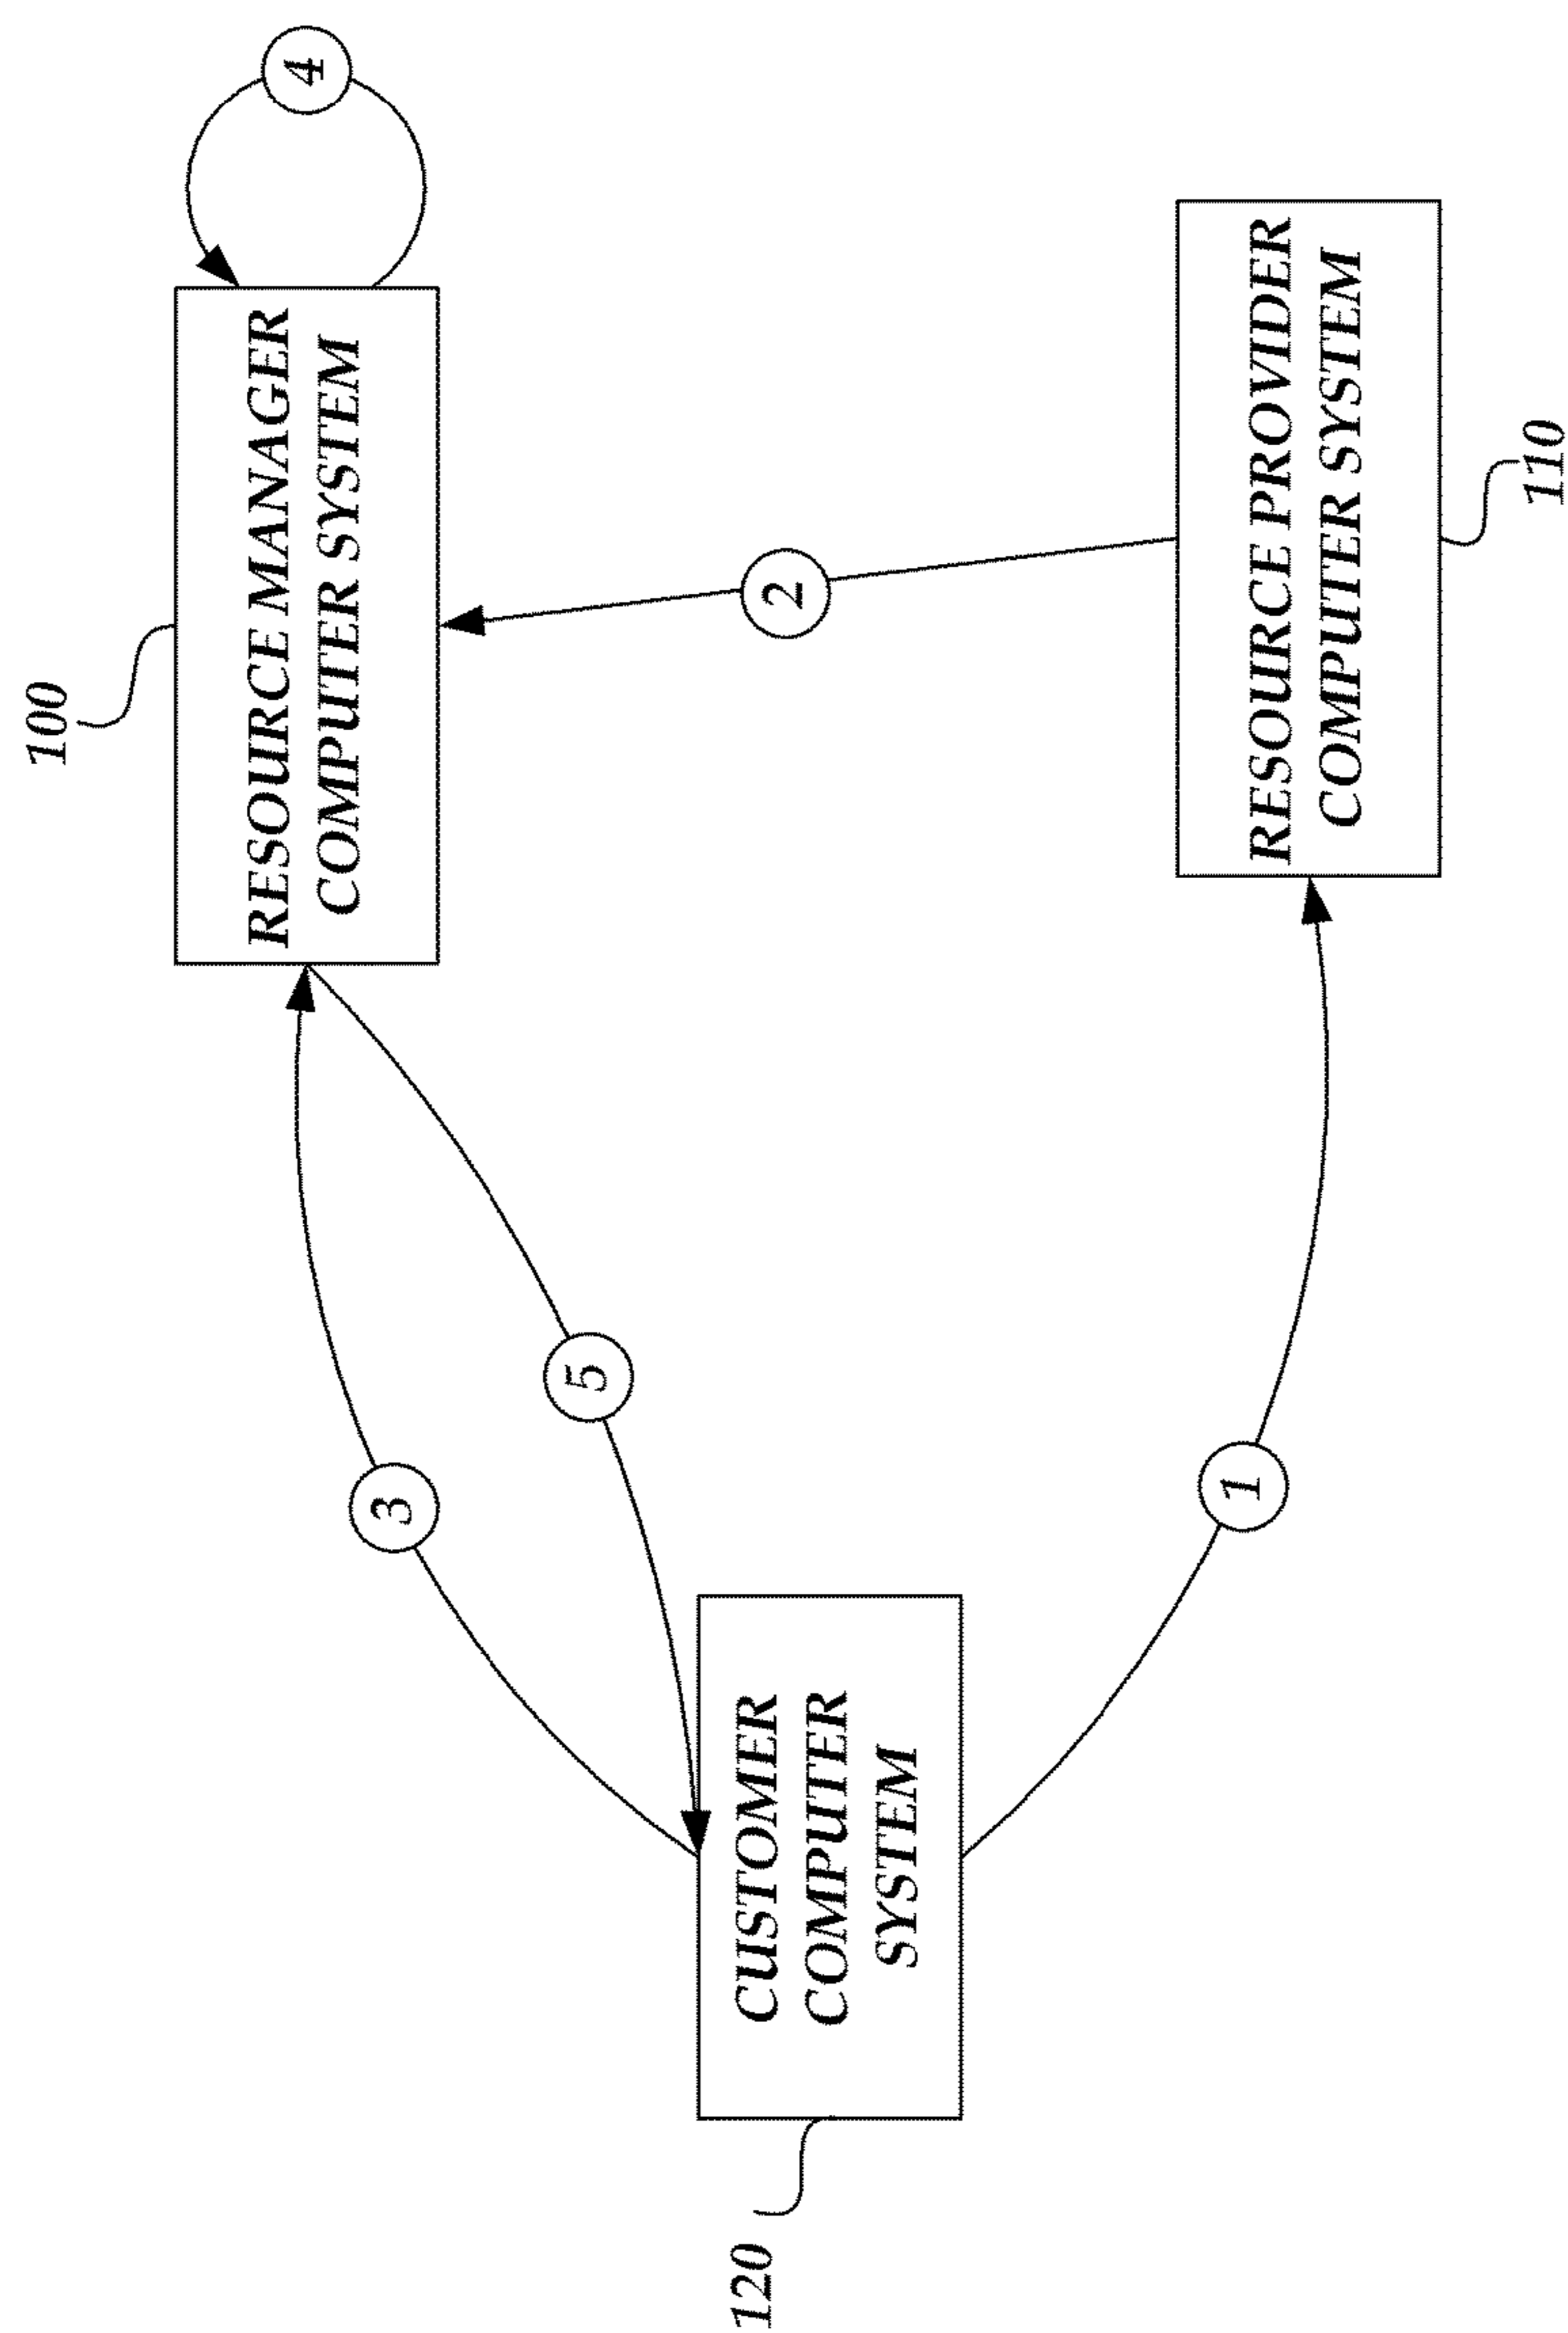 100
RESOURCE MANAGER
COMPUTER SYSTEM
4
3
5
2
120
CUSTOMER
COMPUTER
SYSTEM
1
RESOURCE PROVIDER
COMPUTER SYSTEM
110